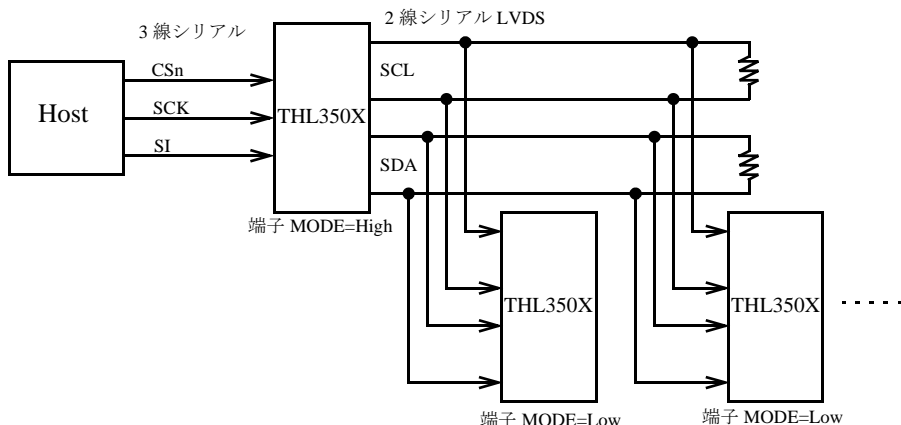 3 線シリアル
2 線シリアル LVDS
CSn
SCK
SI
Host
THL350X
SCL
SDA
端子 MODE=High
THL350X
THL350X
端子 MODE=Low
端子 MODE=Low